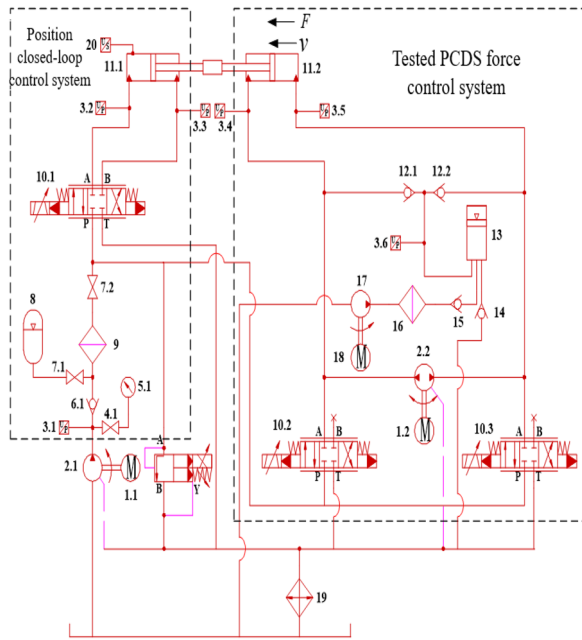 F
v
Position
closed-loop
control system
Tested PCDS force
control system
20
U/S
11.1
11.2
3.2
U/P
U/P
3.3
U/P
3.4
U/P
3.5
12.1
12.2
10.1
A
B
P
T
3.6
U/P
13
8
7.2
17
14
9
16
15
18
M
7.1
5.1
2.2
6.1
3.1
U/P
4.1
1.2
M
10.2
A
B
P
T
10.3
A
B
P
T
2.1
M
1.1
A
B
Y
19